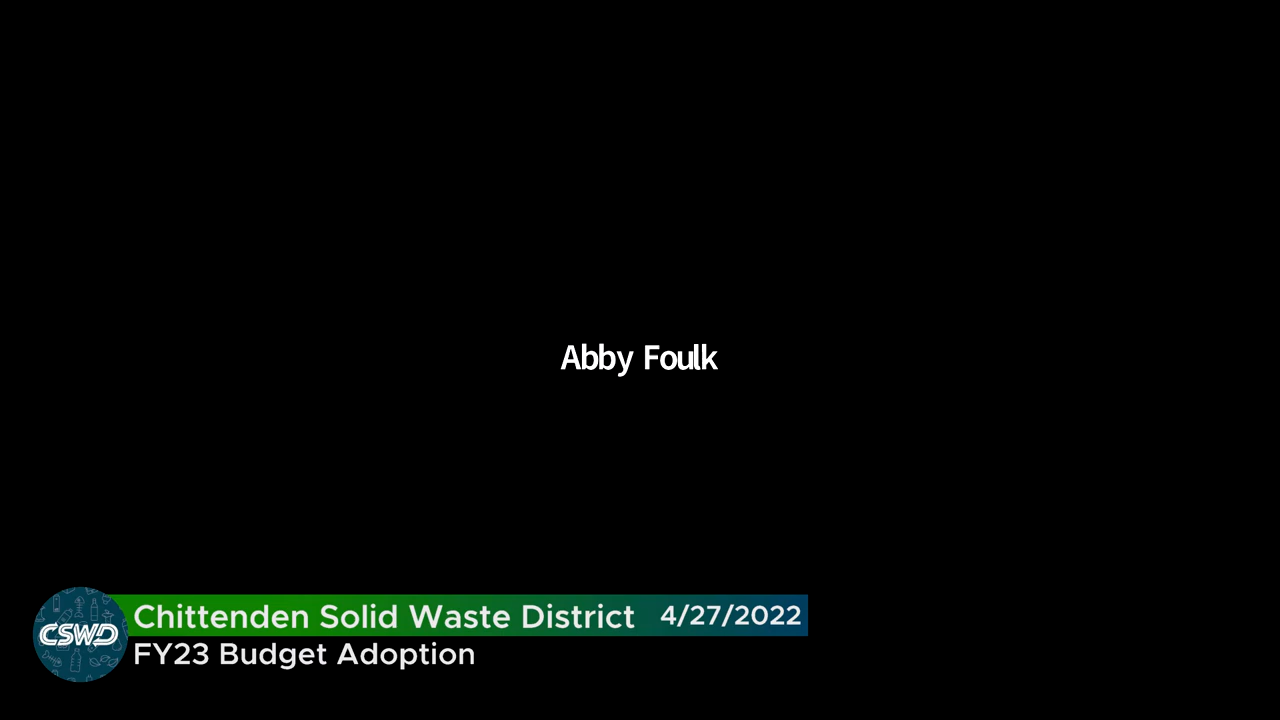 Abby Foulk
Chittenden Solid Waste District 4/27/2022
CSWD
FY23 Budget Adoption